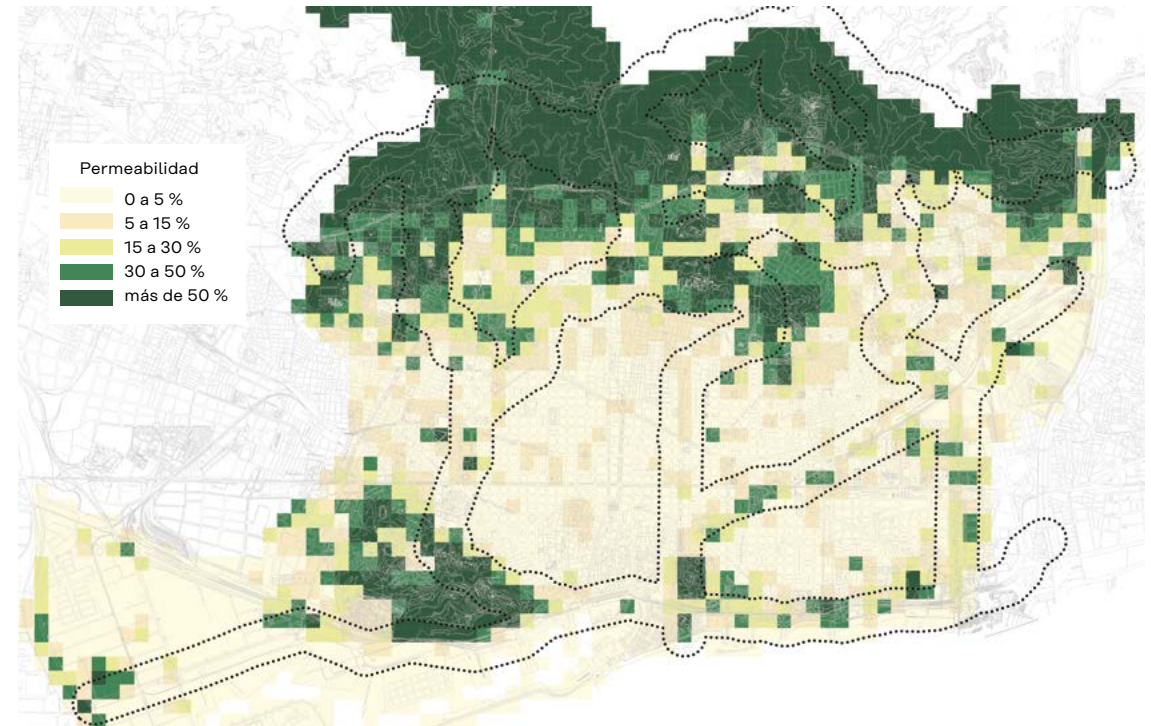 Permeabilidad
0 a 5 %
5 a 15 %
15 a 30 %
30 a 50 %
más de 50 %